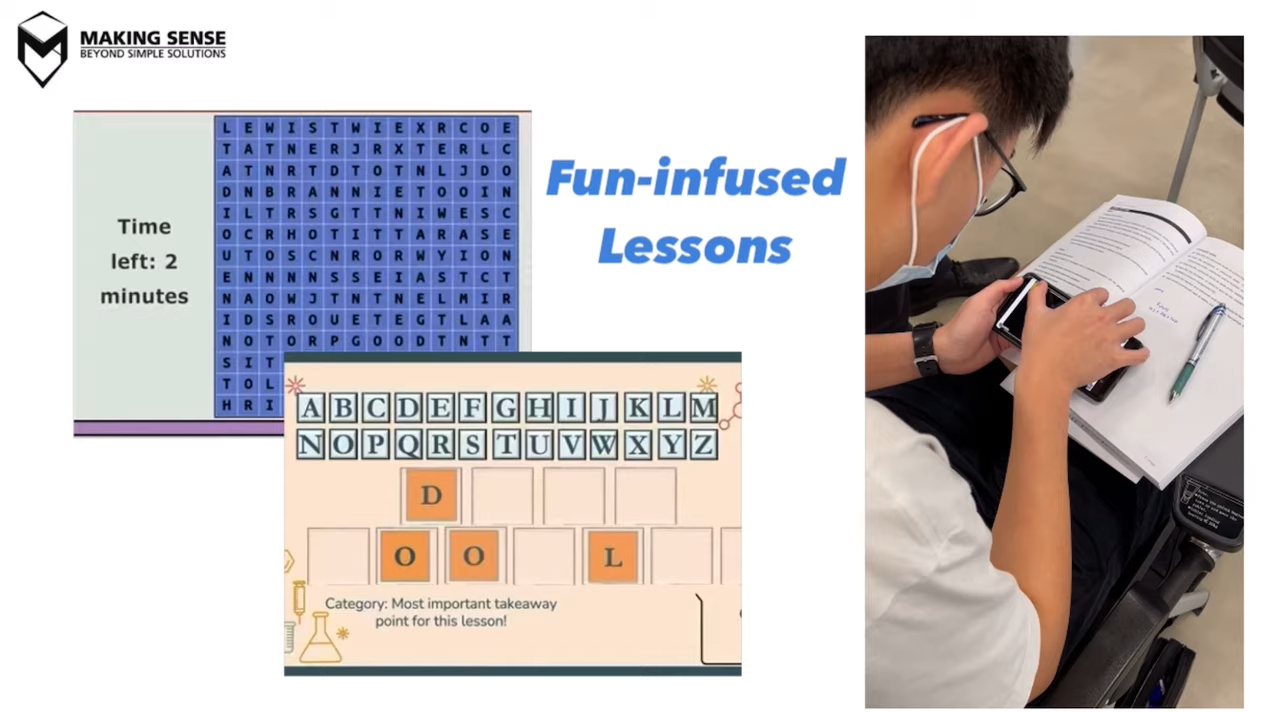 MAKING SENSE
BEYOND SIMPLE SOLUTIONS
Time
left: 2
minutes
L E W I S T W I E X R C O E
T A T N E R J R X T E R L C
A T N R T D T O T N L J D O
D N B R A N N I E T O O I N
I L T R S G T T N I W E S C
O C R H O T I T T A R A S E
U T O S C N R O R W Y I O N
E N N N N S S E I A S T C T
N A O W J T N T N E L M I R
I D S R O U E T E G T L A A
N O T O R P G O O D T N T T
S I T
T O L
H R I
Fun-infused
Lessons
A B C D E F G H I J K L M
N O P Q R S T U V W X Y Z
D
O O L
Category: Most important takeaway
point for this lesson!